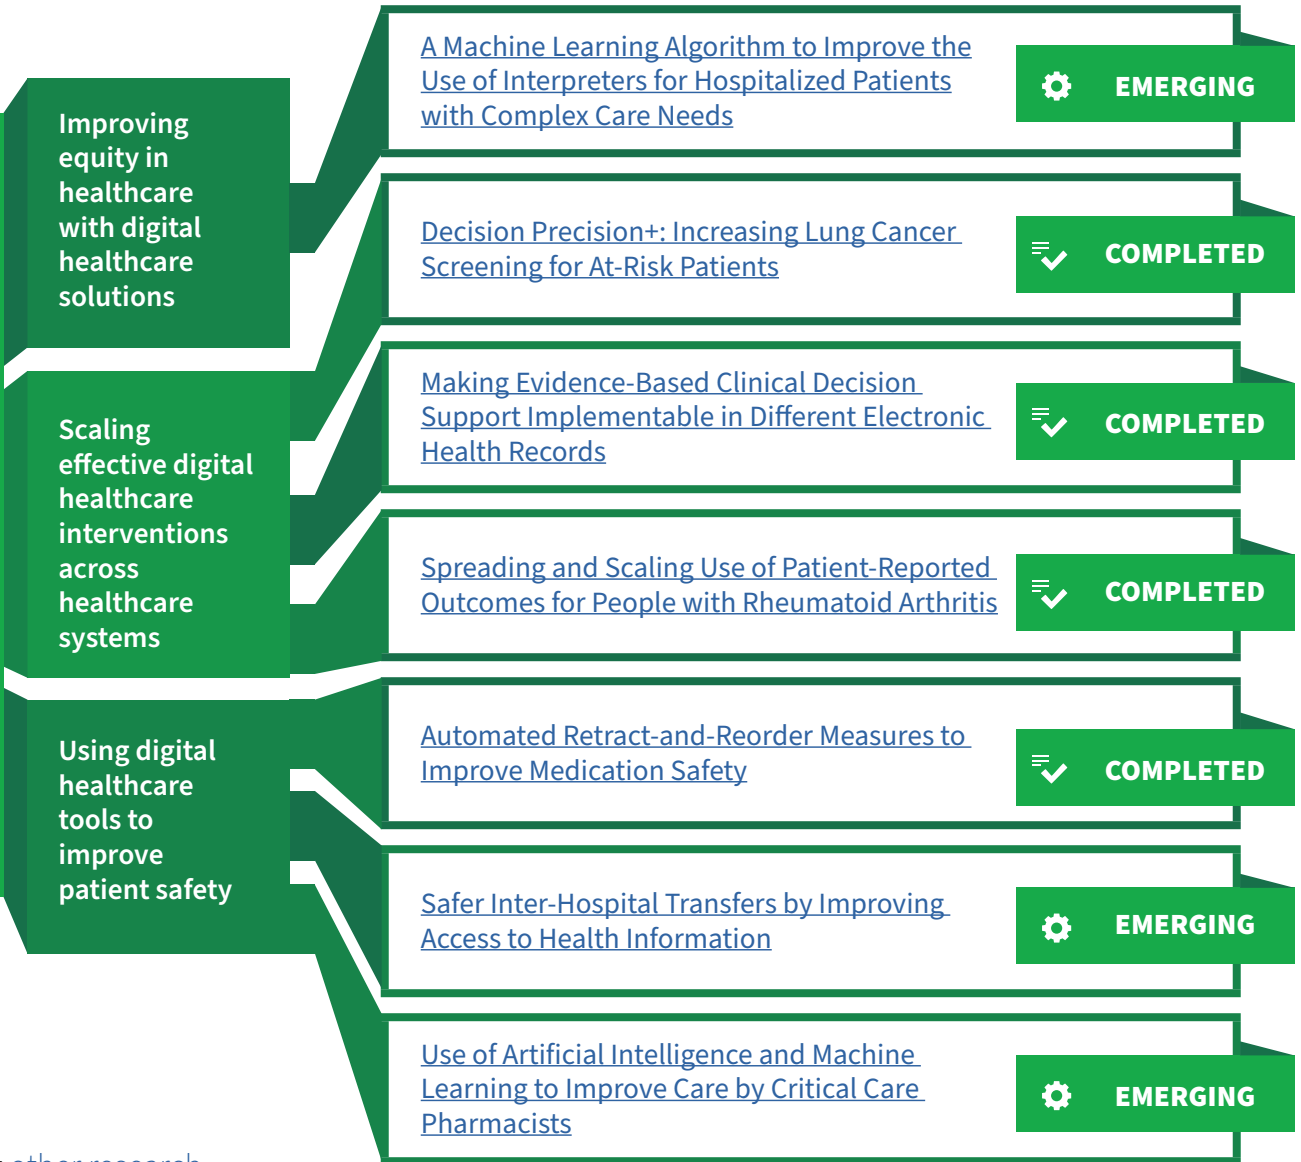 Improving
equity in
healthcare
with digital
healthcare
solutions
A Machine Learning Algorithm to Improve the
Use of Interpreters for Hospitalized Patients
with Complex Care Needs
EMERGING
Scaling
effective digital
healthcare
interventions
across
healthcare
systems
Decision Precision+: Increasing Lung Cancer
Screening for At-Risk Patients
COMPLETED
Making Evidence-Based Clinical Decision
Support Implementable in Different Electronic
Health Records
COMPLETED
Spreading and Scaling Use of Patient-Reported
Outcomes for People with Rheumatoid Arthritis
COMPLETED
Using digital
healthcare
tools to
improve
patient safety
Automated Retract-and-Reorder Measures to
Improve Medication Safety
COMPLETED
Safer Inter-Hospital Transfers by Improving
Access to Health Information
EMERGING
Use of Artificial Intelligence and Machine
Learning to Improve Care by Critical Care
Pharmacists
EMERGING
other research